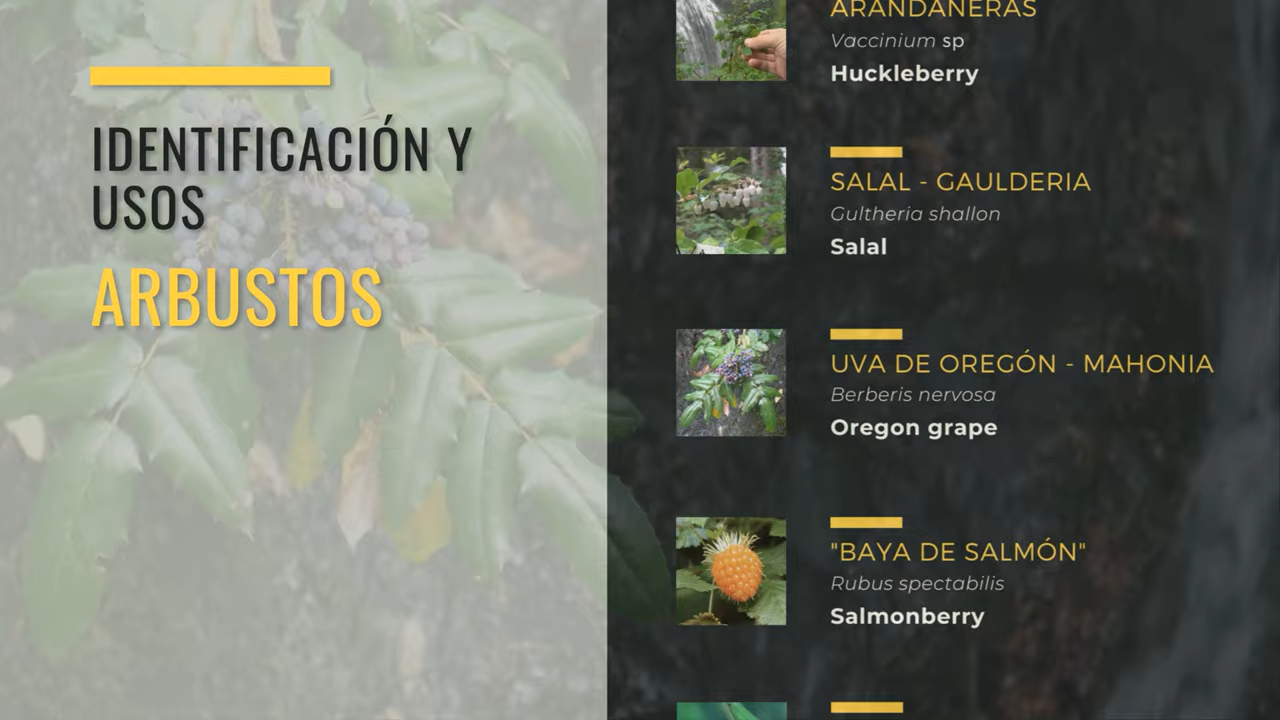 IDENTIFICACIÓN Y
USOS
ARBUSTOS
ARANDANERAS
Vaccinium sp
Huckleberry
SALAL - GAULDERIA
Gultheria shallon
Salal
UVA DE OREGÓN - MAHONIA
Berberis nervosa
Oregon grape
"BAYA DE SALMÓN"
Rubus spectabilis
Salmonberry